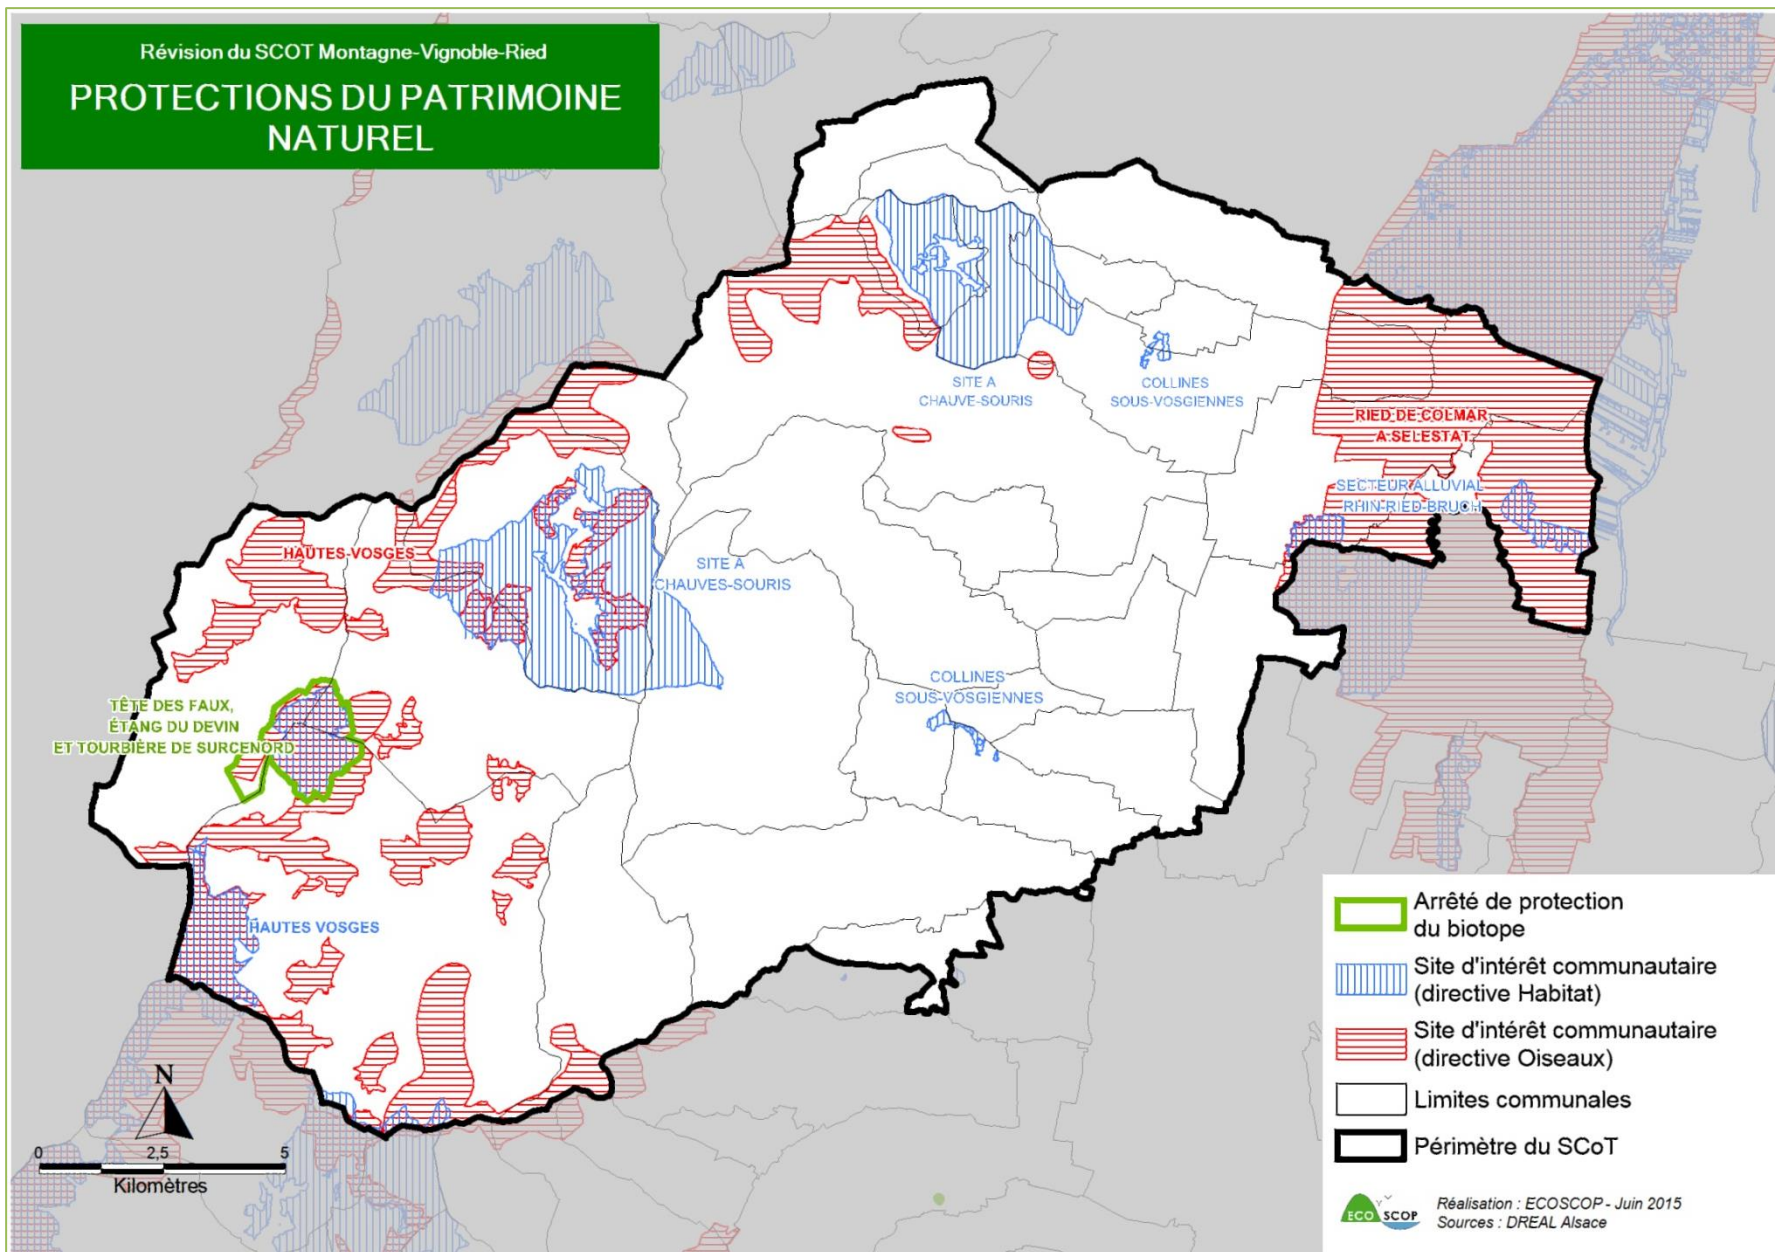 Révision du SCOT Montagne-Vignoble-Ried
PROTECTIONS DU PATRIMOINE
NATUREL
SITE A
CHAUVE-SOURIS
COLLINES
SOUS-VOSGIENNES
RIED DE COLMAR
A SELESTAT
SECTEUR ALLUVIAL
RHIN-RIED-BRUCH
HAUTES-VOSGES
SITE A
CHAUVES-SOURIS
COLLINES
SOUS-VOSGIENNES
TÊTE DES FAUX,
ÉTANG DU DEVIN
ET TOURBIÈRE DE SURCENORD
HAUTES VOSGES
N
0 2,5 5
Kilomètres
Arrêté de protection
du biotope
Site d'intérêt communautaire
(directive Habitat)
Site d'intérêt communautaire
(directive Oiseaux)
Limites communales
Périmètre du SCoT
ECO SCOP
Réalisation : ECOSCOP - Juin 2015
Sources : DREAL Alsace